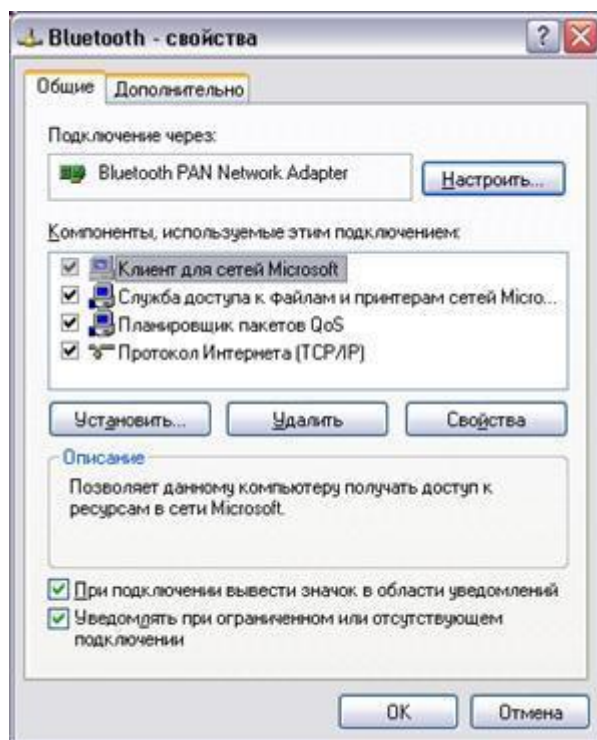 Bluetooth - свойства
Общие
Дополнительно
Подключение через:
Bluetooth PAN Network Adapter
Настроить...
Компоненты, используемые этим подключением:
Клиент для сетей Microsoft
Служба доступа к файлам и принтерам сетей Micro...
Планировщик пакетов QoS
Протокол Интернета (TCP/IP)
Установить...
Удалить
Свойства
Описание
Позволяет данному компьютеру получать доступ к
ресурсам в сети Microsoft.
При подключении вывести значок в области уведомлений
Уведомлять при ограниченном или отсутствующем
подключении
OK
Отмена